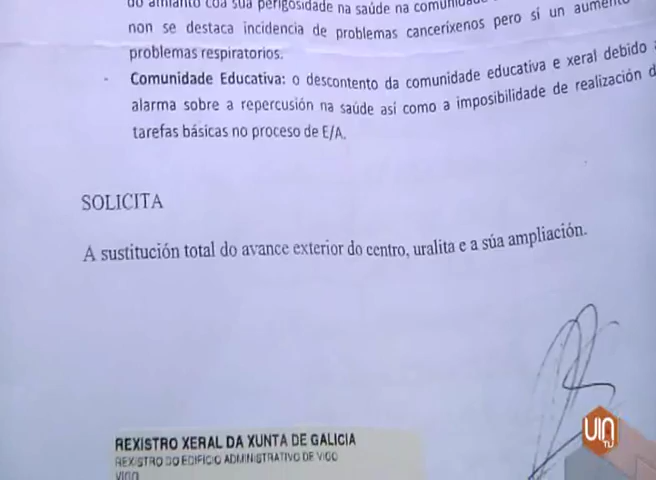 do amianto coa súa perigosidade na saúde na comunidade
non se destaca incidencia de problemas canceríxenos pero sí un aumento
problemas respiratorios.
- Comunidade Educativa: o descontento da comunidade educativa e xeral debido a
alarma sobre a repercusión na saúde así como a imposibilidade de realización d
tarefas básicas no proceso de E/A.
SOLICITA
A sustitución total do avance exterior do centro, uralita e a súa ampliación.
REXISTRO XERAL DA XUNTA DE GALICIA
REXISTRO DO EDIFICIO ADMINISTRATIVO DE VIGO
VIGO